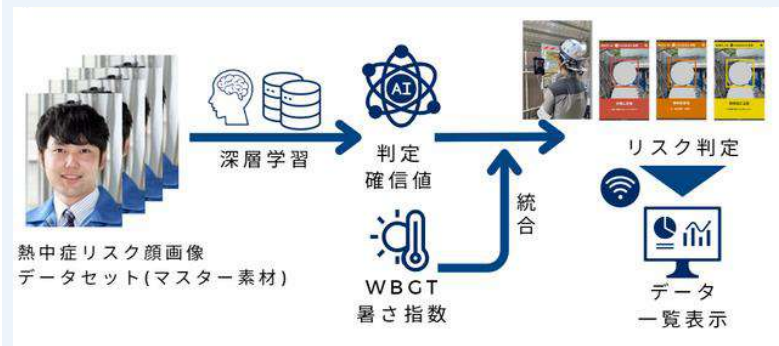 深層学習
AI
判定
確信値
リスク判定
統合
熱中症リスク顔画像
データセット(マスター素材)
WBGT
暑さ指数
データ
一覧表示